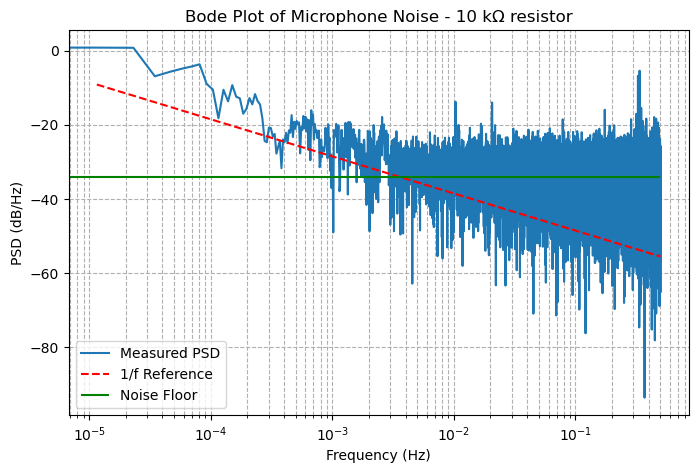 Bode Plot of Microphone Noise - 10 kΩ resistor
PSD (dB/Hz)
0
−20
−40
−60
−80
Measured PSD
1/f Reference
Noise Floor
10⁻⁵ 10⁻⁴ 10⁻³ 10⁻² 10⁻¹
Frequency (Hz)